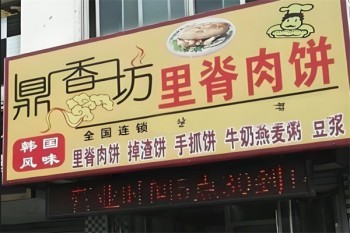 鼎香坊
里脊肉饼
全国连锁
韩国
风味
里脊肉饼 掉渣饼 手抓饼 牛奶燕麦粥 豆浆